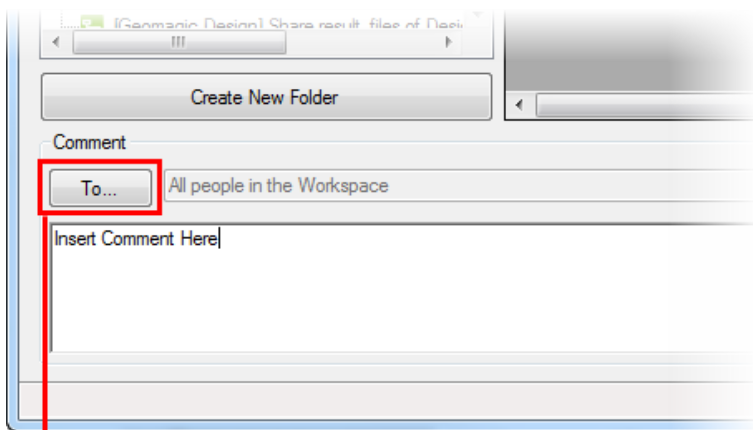 [Geomagic Design] Share result files of Desi
Create New Folder
Comment
To...
All people in the Workspace
Insert Comment Here